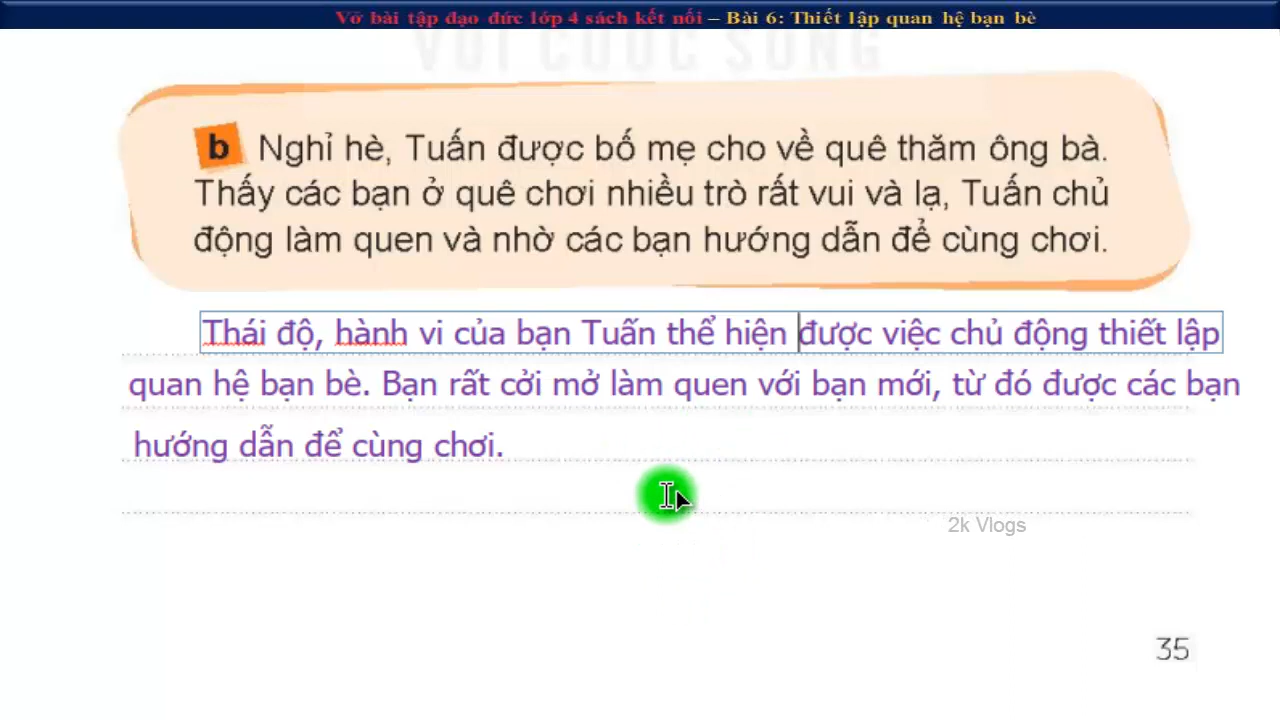 Vở bài tập đạo đức lớp 4 sách kết nối – Bài 6: Thiết lập quan hệ bạn bè
VỚI CUỘC SỐNG
b Nghỉ hè, Tuấn được bố mẹ cho về quê thăm ông bà.
Thấy các bạn ở quê chơi nhiều trò rất vui và lạ, Tuấn chủ
động làm quen và nhờ các bạn hướng dẫn để cùng chơi.
Thái độ, hành vi của bạn Tuấn thể hiện được việc chủ động thiết lập
quan hệ bạn bè. Bạn rất cởi mở làm quen với bạn mới, từ đó được các bạn
hướng dẫn để cùng chơi.
2k Vlogs
35